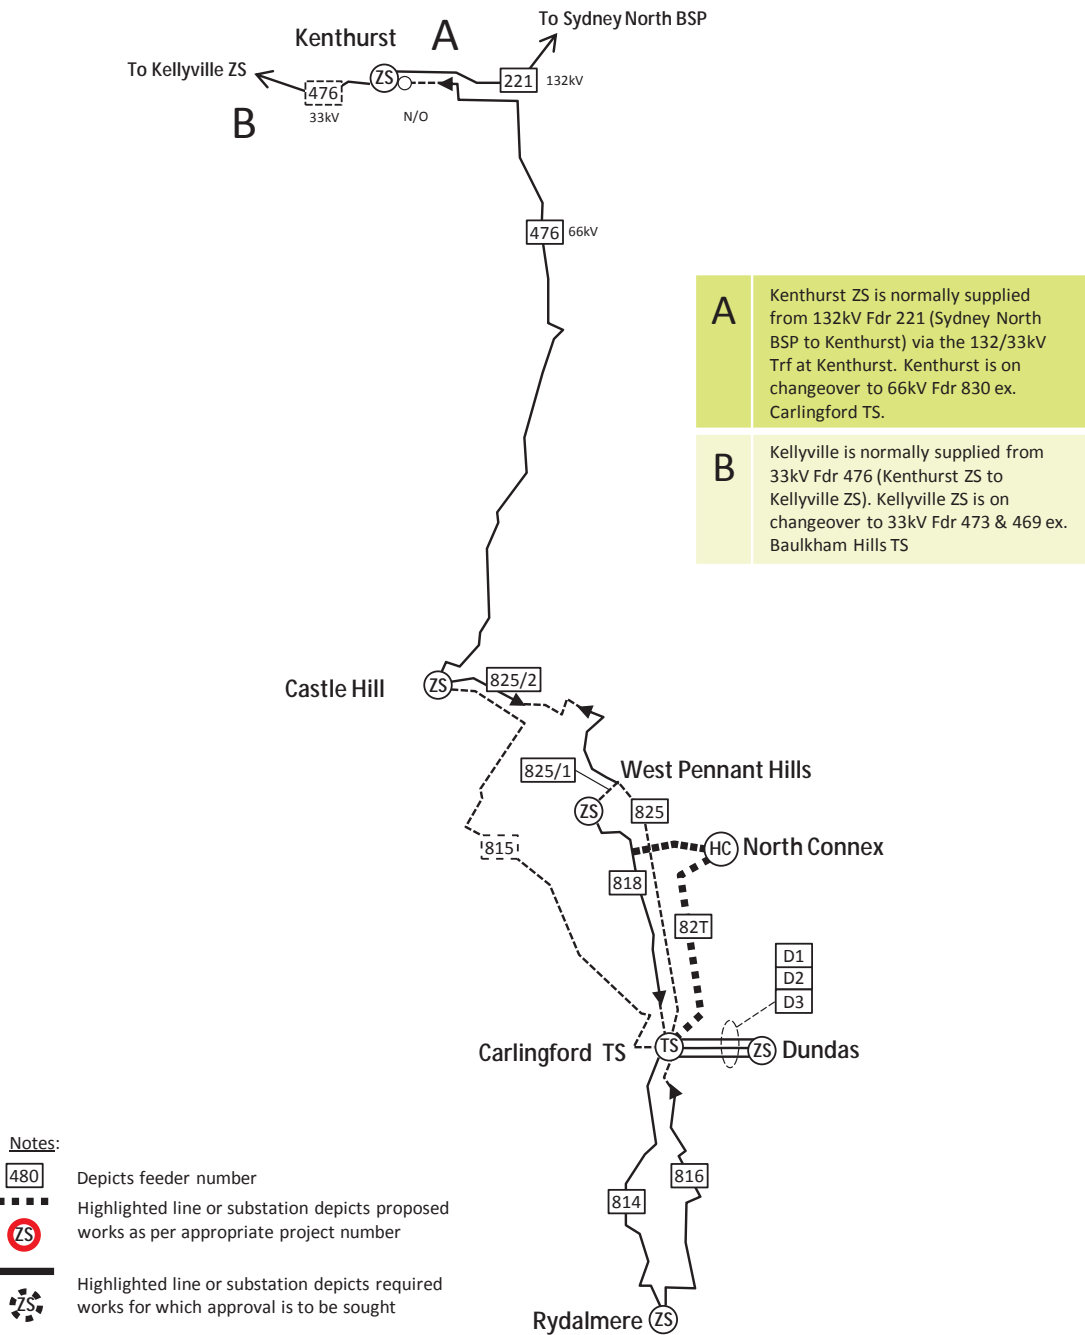 To Sydney North BSP
Kenthurst A
To Kellyville ZS
ZS
221 132kV
476
33kV
N/O
B
476 66kV
A
Kenthurst ZS is normally supplied
from 132kV Fdr 221 (Sydney North
BSP to Kenthurst) via the 132/33kV
Trf at Kenthurst. Kenthurst is on
changeover to 66kV Fdr 830 ex.
Carlingford TS.
B
Kellyville is normally supplied from
33kV Fdr 476 (Kenthurst ZS to
Kellyville ZS). Kellyville ZS is on
changeover to 33kV Fdr 473 & 469 ex.
Baulkham Hills TS
Castle Hill ZS
825/2
825/1
West Pennant Hills
ZS
825
815
HC North Connex
818
82T
D1
D2
D3
Carlingford TS TS
ZS Dundas
816
814
Rydalmere ZS
Notes:
480 Depicts feeder number
Highlighted line or substation depicts proposed
ZS works as per appropriate project number
Highlighted line or substation depicts required
ZS works for which approval is to be sought